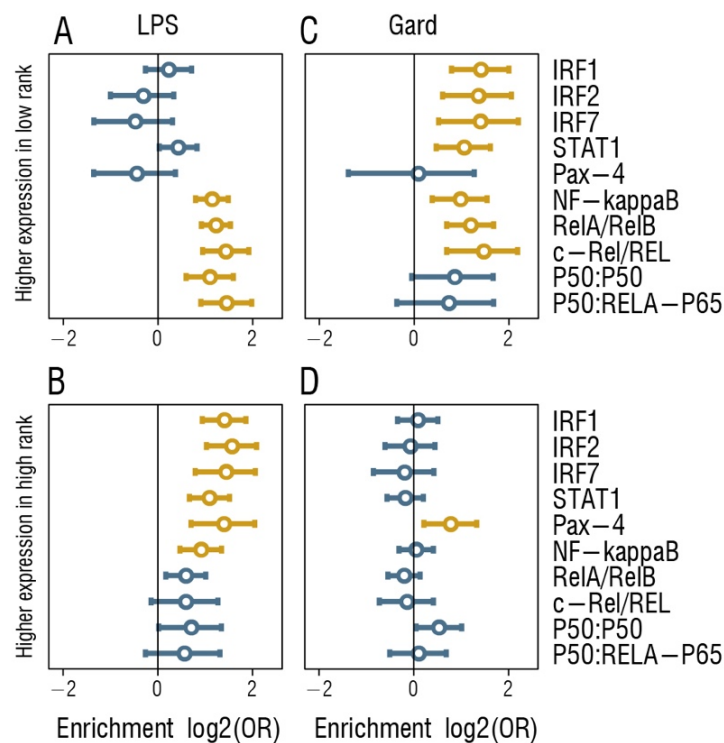 A LPS C Gard
Higher expression in low rank
IRF1
IRF2
IRF7
STAT1
Pax−4
NF−kappaB
RelA/RelB
c−Rel/REL
P50:P50
P50:RELA−P65
−2 0 2 −2 0 2
B D
Higher expression in high rank
IRF1
IRF2
IRF7
STAT1
Pax−4
NF−kappaB
RelA/RelB
c−Rel/REL
P50:P50
P50:RELA−P65
−2 0 2 −2 0 2
Enrichment log2(OR) Enrichment log2(OR)